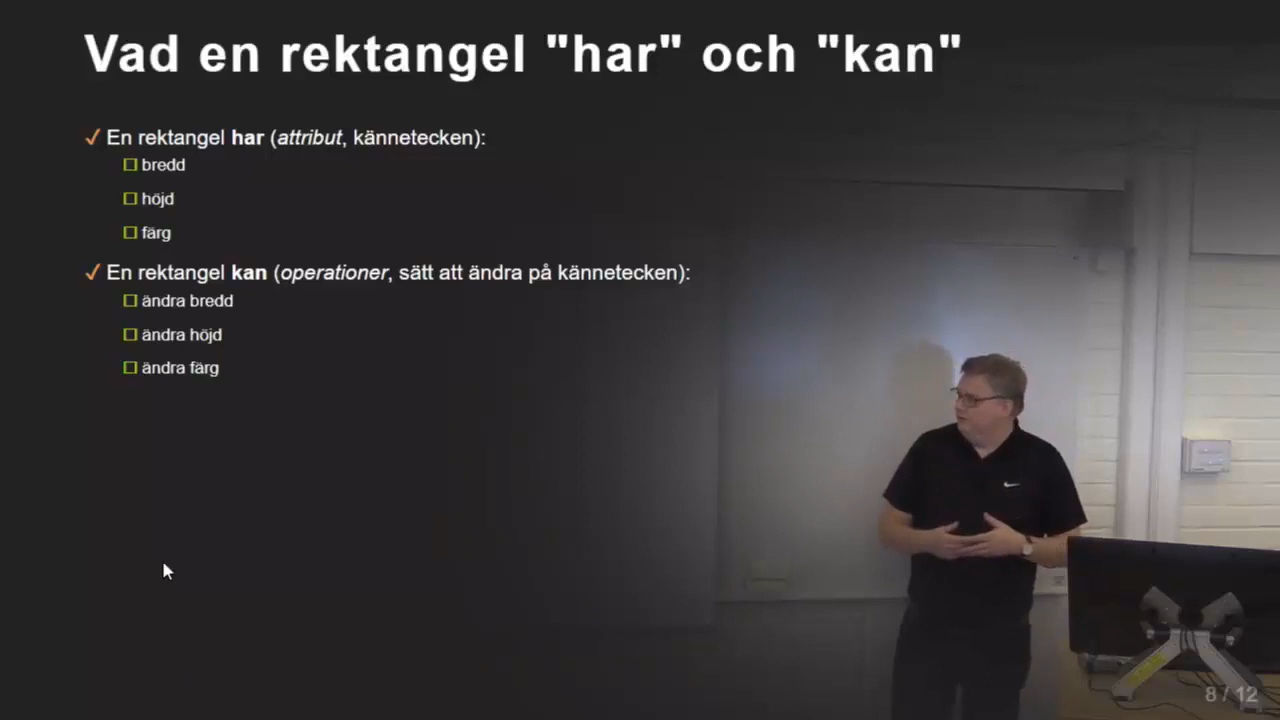 Vad en rektangel "har" och "kan"
En rektangel har (attribut, kännetecken):
bredd
höjd
färg
En rektangel kan (operationer, sätt att ändra på kännetecken):
ändra bredd
ändra höjd
ändra färg
8 / 12